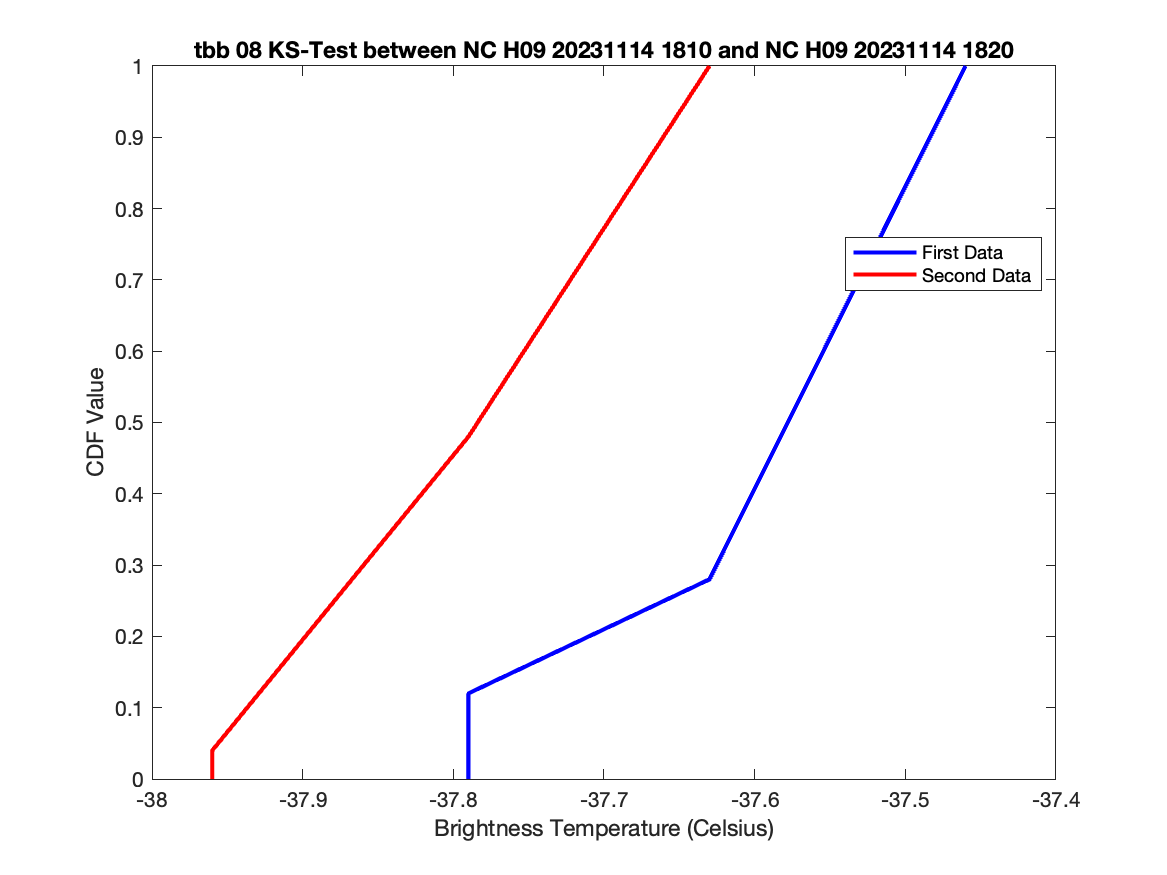 tbb 08 KS-Test between NC H09 20231114 1810 and NC H09 20231114 1820
1
0.9
0.8
0.7
0.6
0.5
0.4
0.3
0.2
0.1
0
CDF Value
First Data
Second Data
-38 -37.9 -37.8 -37.7 -37.6 -37.5 -37.4
Brightness Temperature (Celsius)